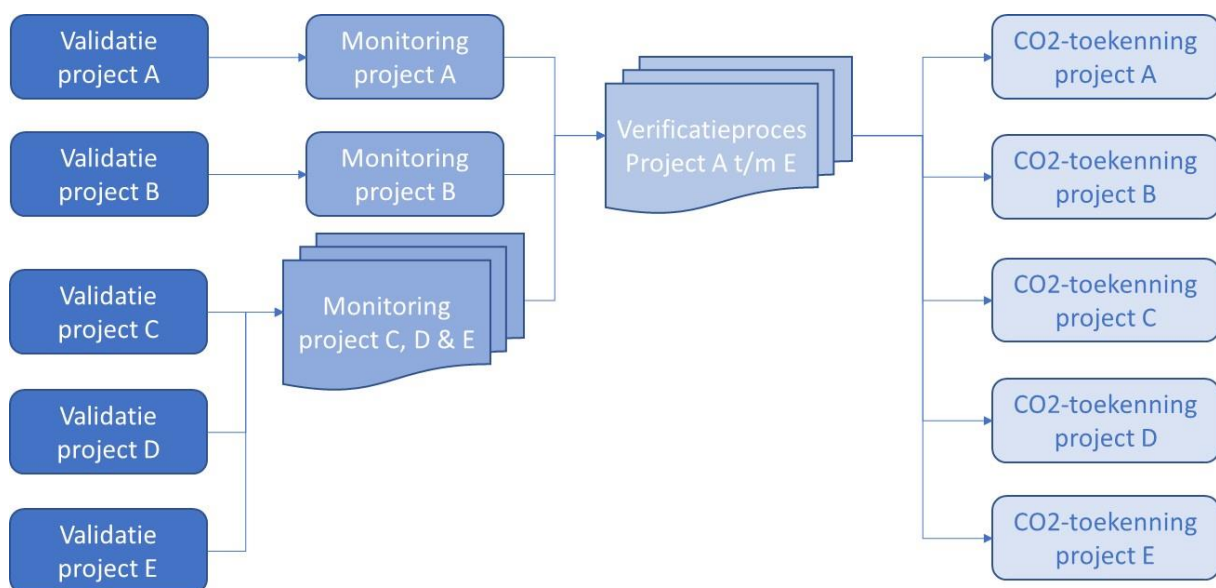 Validatie
project A
Monitoring
project A
Verificatieproces
Project A t/m E
CO2-toekenning
project A
Validatie
project B
Monitoring
project B
CO2-toekenning
project B
Validatie
project C
Monitoring
project C, D & E
CO2-toekenning
project C
Validatie
project D
CO2-toekenning
project D
Validatie
project E
CO2-toekenning
project E